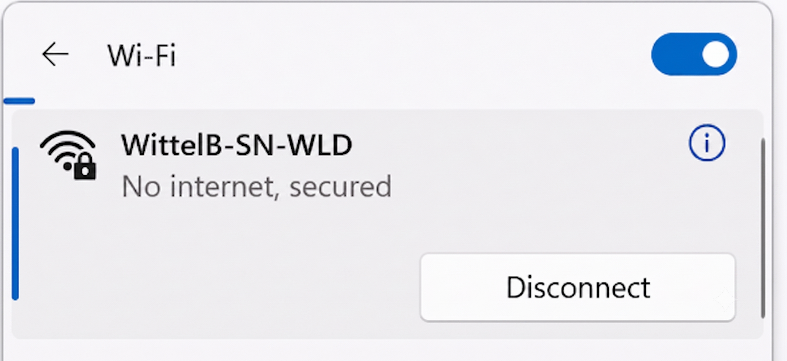 Wi-Fi
WittelB-SN-WLD
No internet, secured
Disconnect